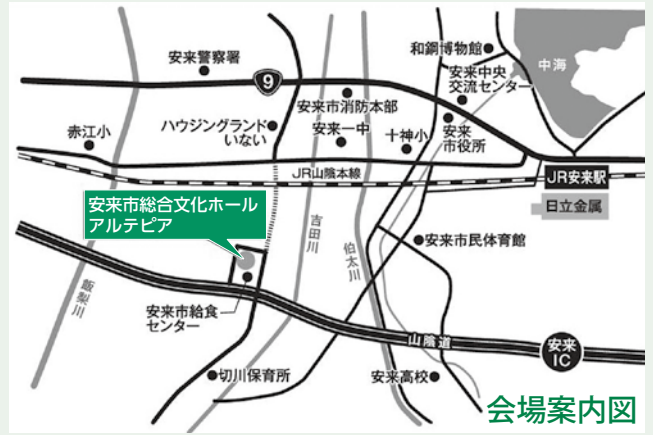 和鋼博物館
中海
安来警察署
安来中央
交流センター
9
安来市消防本部
赤江小
ハウジングランド
いない
安来一中
十神小
安来
市役所
JR山陰本線
JR安来駅
安来市総合文化ホール
アルテピア
日立金属
吉田川
伯太川
安来市民体育館
飯梨川
安来市給食
センター
山陰道
安来
IC
切川保育所
安来高校
会場案内図